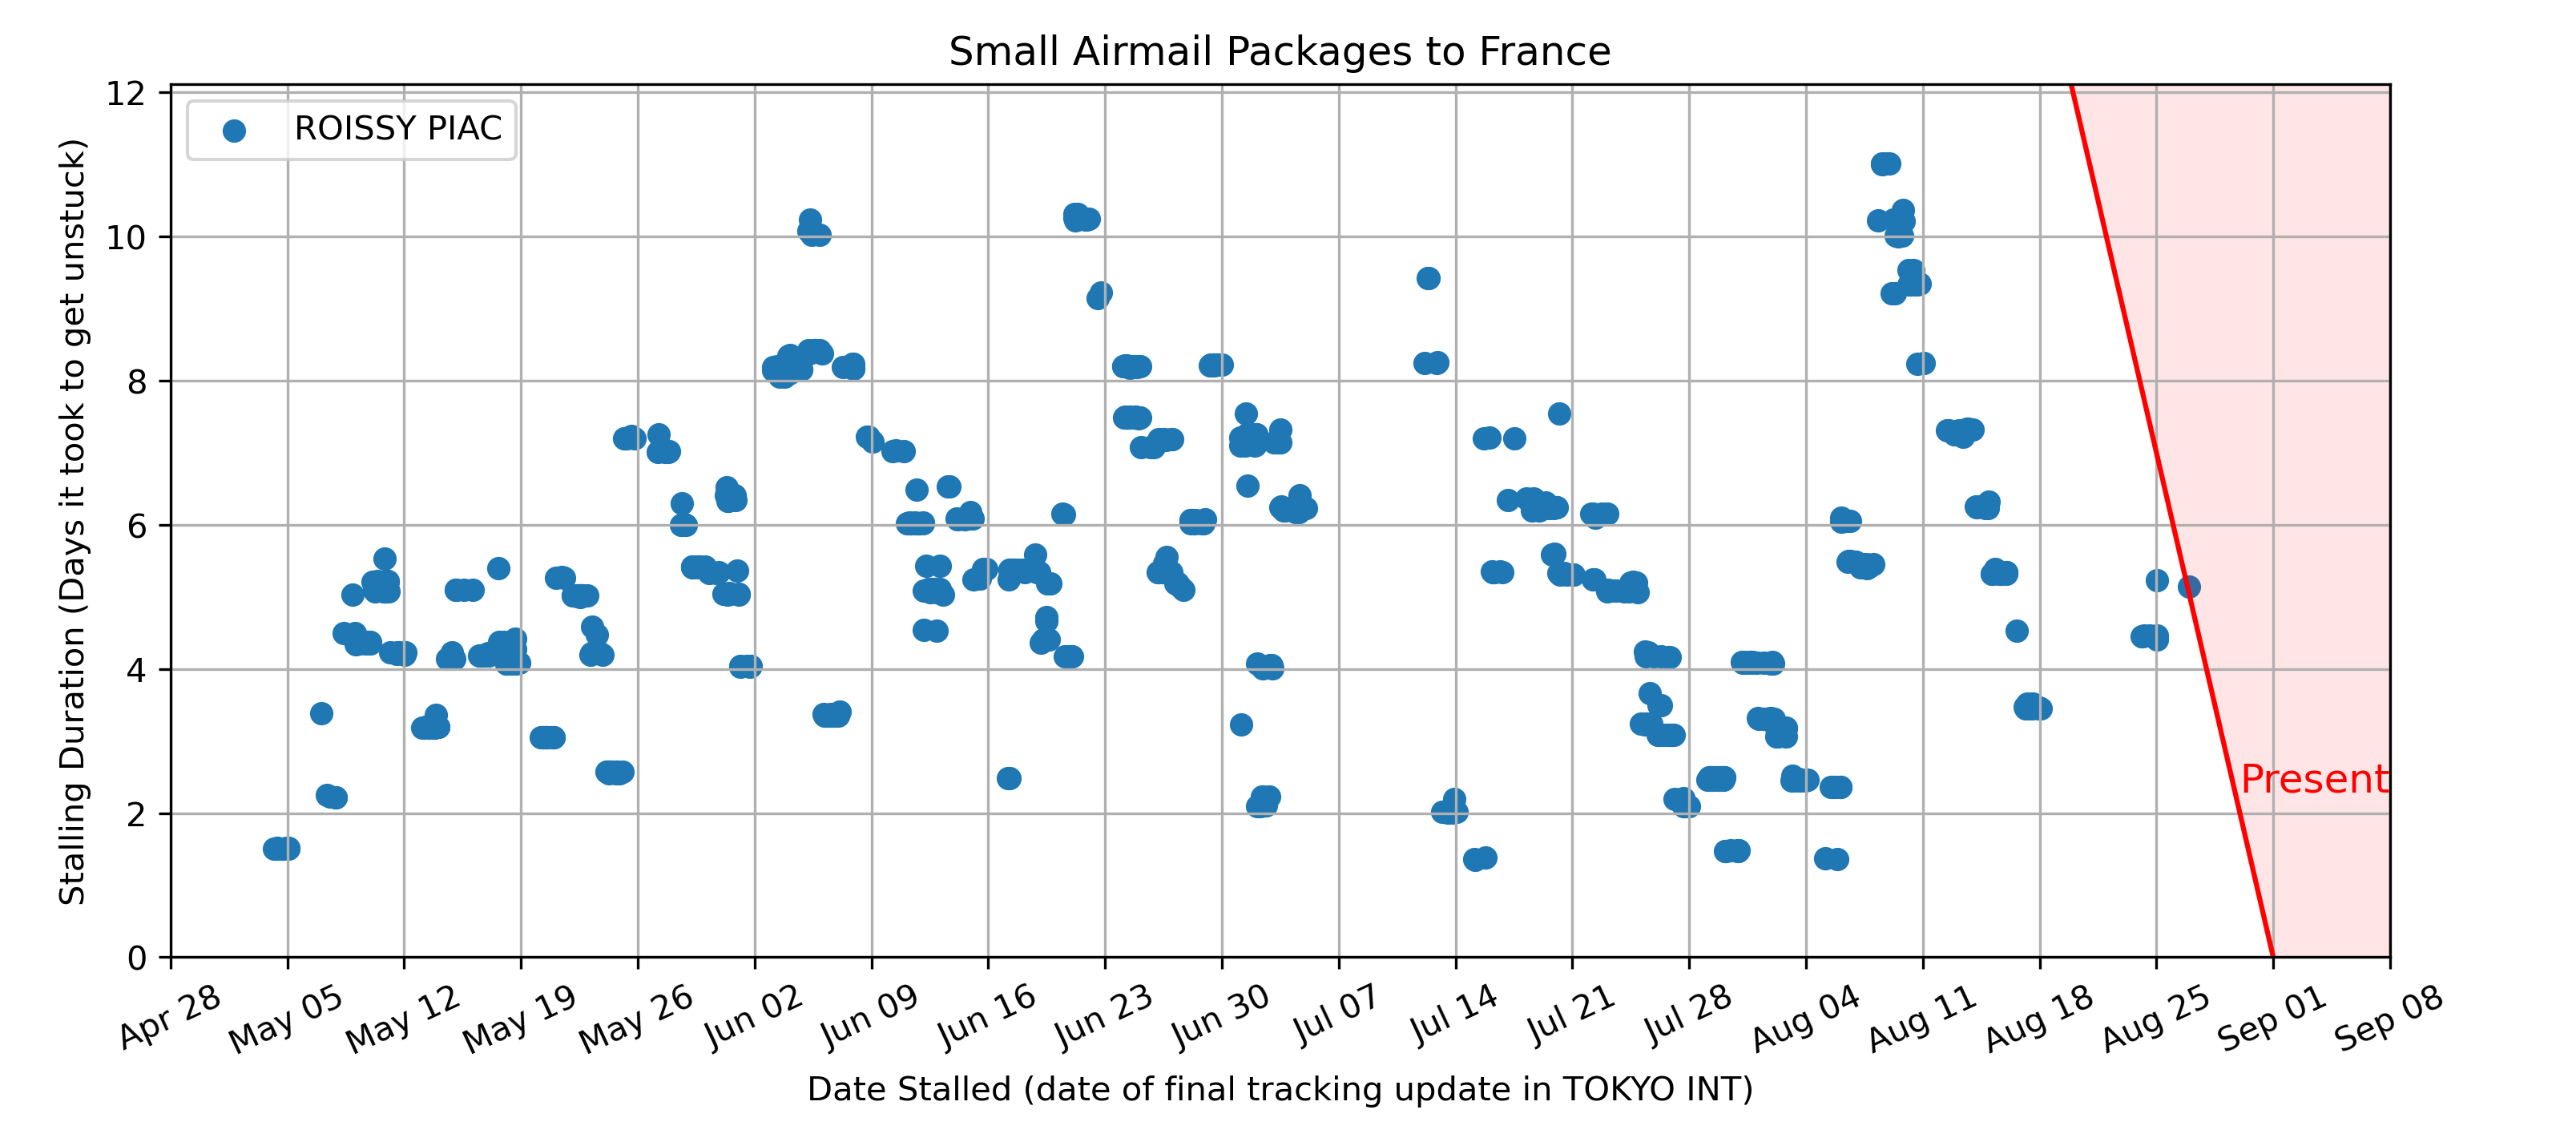 Small Airmail Packages to France
ROISSY PIAC
Stalling Duration (Days it took to get unstuck)
12
10
8
6
4
2
0
Present
Apr 28
May 05
May 12
May 19
May 26
Jun 02
Jun 09
Jun 16
Jun 23
Jun 30
Jul 07
Jul 14
Jul 21
Jul 28
Aug 04
Aug 11
Aug 18
Aug 25
Sep 01
Sep 08
Date Stalled (date of final tracking update in TOKYO INT)